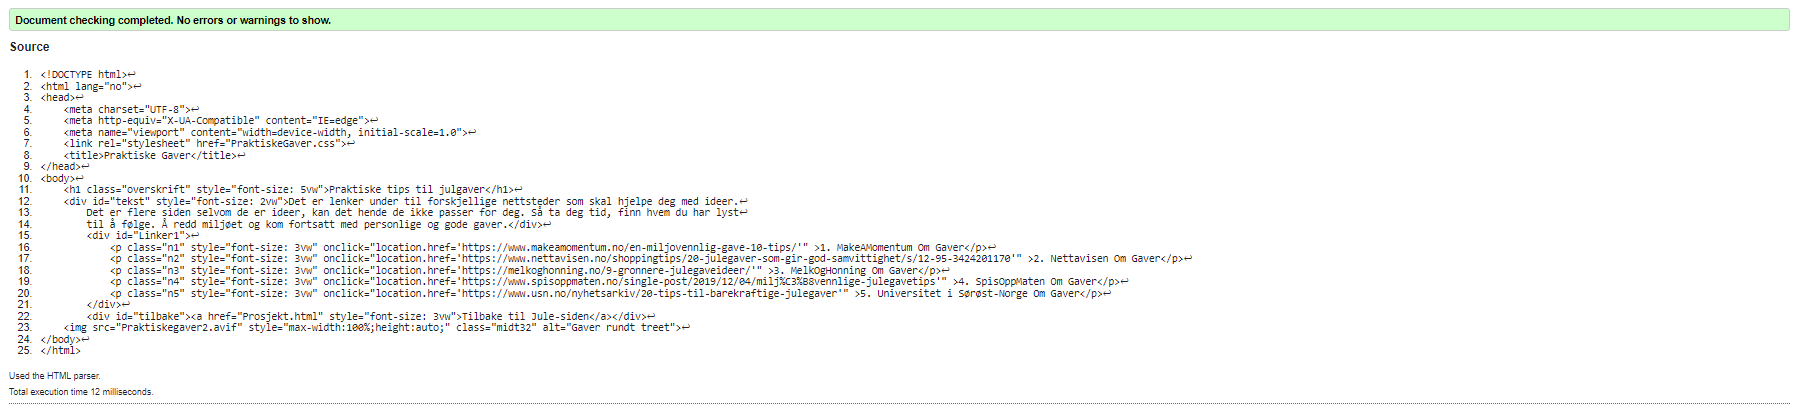 Document checking completed. No errors or warnings to show.
Source
1. <!DOCTYPE html>↩
2. <html lang="no">↩
3. <head>↩
4.     <meta charset="UTF-8">↩
5.     <meta http-equiv="X-UA-Compatible" content="IE=edge">↩
6.     <meta name="viewport" content="width=device-width, initial-scale=1.0">↩
7.     <link rel="stylesheet" href="PraktiskeGaver.css">↩
8.     <title>Praktiske Gaver</title>↩
9. </head>↩
10. <body>↩
11.     <h1 class="overskrift" style="font-size: 5vw">Praktiske tips til julgaver</h1>↩
12.     <div id="tekst" style="font-size: 2vw">Det er lenker under til forskjellige nettsteder som skal hjelpe deg med ideer.↩
13.         Det er flere siden selvom de er ideer, kan det hende de ikke passer for deg. Så ta deg tid, finn hvem du har lyst↩
14.         til å følge. Å redd miljøet og kom fortsatt med personlige og gode gaver.</div>↩
15.         <div id="Linker1">↩
16.             <p class="n1" style="font-size: 3vw" onclick="location.href='https://www.makeamomentum.no/en-miljovennlig-gave-10-tips/'" >1. MakeAMomentum Om Gaver</p>↩
17.             <p class="n2" style="font-size: 3vw" onclick="location.href='https://www.nettavisen.no/shoppingtips/20-julegaver-som-gir-god-samvittighet/s/12-95-3424201170'" >2. Nettavisen Om Gaver</p>↩
18.             <p class="n3" style="font-size: 3vw" onclick="location.href='https://melkoghonning.no/9-gronnere-julegaveideer/'" >3. MelkOgHonning Om Gaver</p>↩
19.             <p class="n4" style="font-size: 3vw" onclick="location.href='https://www.spisoppmaten.no/single-post/2019/12/04/milj%C3%B8vennlige-julegavetips'" >4. SpisOppMaten Om Gaver</p>↩
20.             <p class="n5" style="font-size: 3vw" onclick="location.href='https://www.usn.no/nyhetsarkiv/20-tips-til-barekraftige-julegaver'" >5. Universitet i Sørøst-Norge Om Gaver</p>↩
21.         </div>↩
22.         <div id="tilbake"><a href="Prosjekt.html" style="font-size: 3vw">Tilbake til Jule-siden</a></div>↩
23.     <img src="Praktiskegaver2.avif" style="max-width:100%;height:auto;" class="midt32" alt="Gaver rundt treet">↩
24. </body>↩
25. </html>
Used the HTML parser.
Total execution time 12 milliseconds.